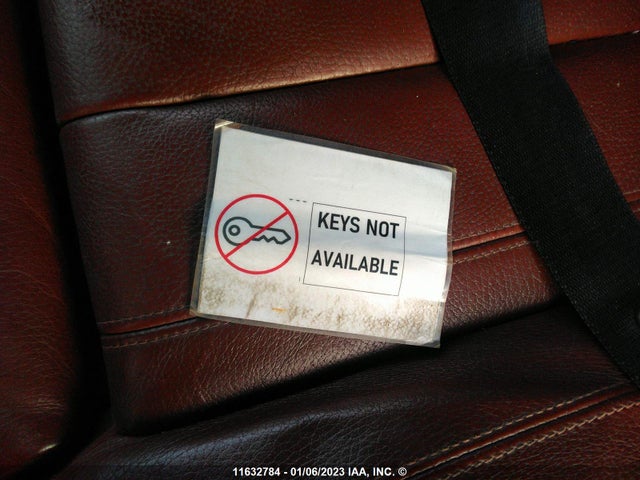 KEYS NOT
AVAILABLE
11632784 - 01/06/2023 IAA, INC. ©